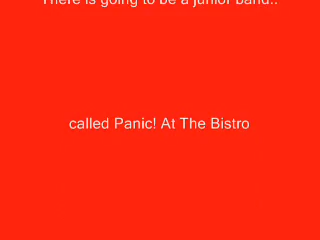 There is going to be a junior band..
called Panic! At The Bistro